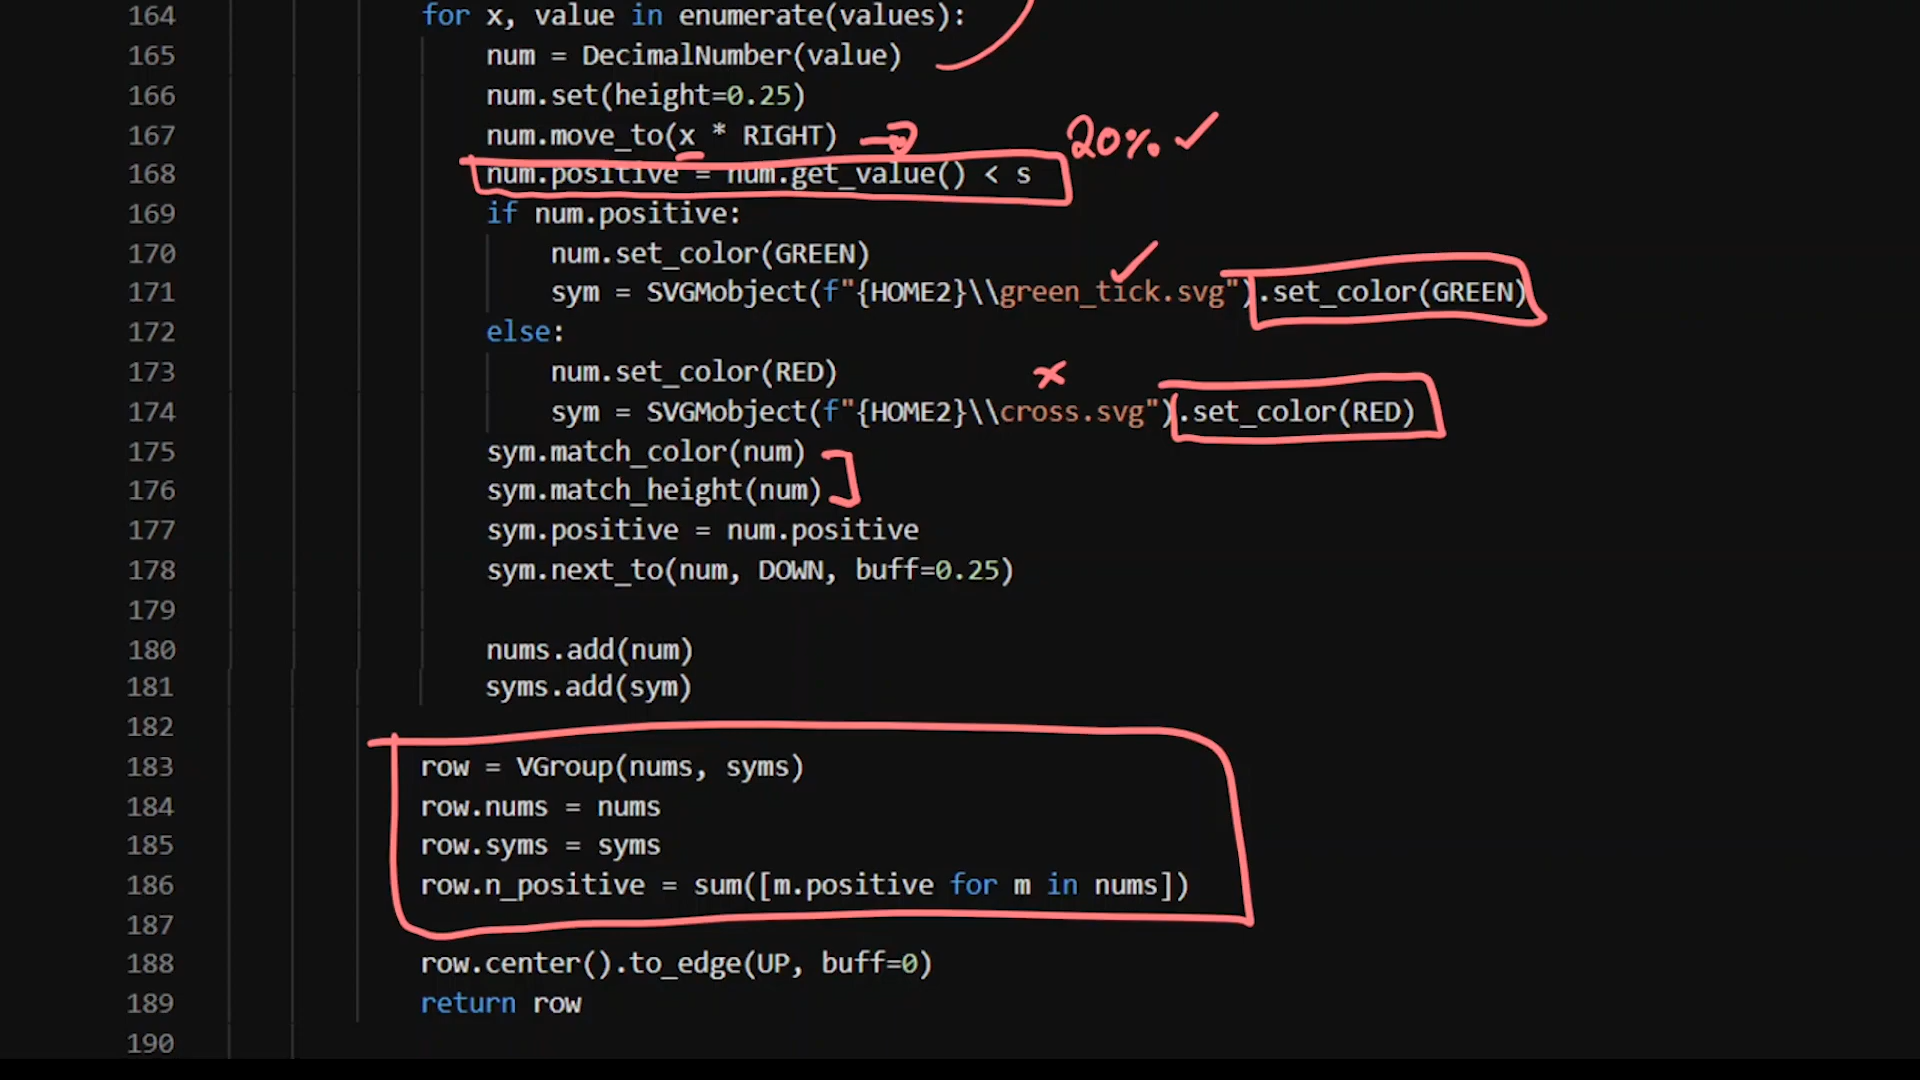 164 for x, value in enumerate(values):
165 num = DecimalNumber(value)
166 num.set(height=0.25)
167 num.move_to(x * RIGHT) 20% ✓
168 num.positive = num.get_value() < s
169 if num.positive:
170 num.set_color(GREEN)
171 sym = SVGMobject(f"{HOME2}\\green_tick.svg").set_color(GREEN)
172 else:
173 num.set_color(RED)
174 sym = SVGMobject(f"{HOME2}\\cross.svg").set_color(RED)
175 sym.match_color(num)
176 sym.match_height(num)
177 sym.positive = num.positive
178 sym.next_to(num, DOWN, buff=0.25)
179
180 nums.add(num)
181 syms.add(sym)
182
183 row = VGroup(nums, syms)
184 row.nums = nums
185 row.syms = syms
186 row.n_positive = sum([m.positive for m in nums])
187
188 row.center().to_edge(UP, buff=0)
189 return row
190